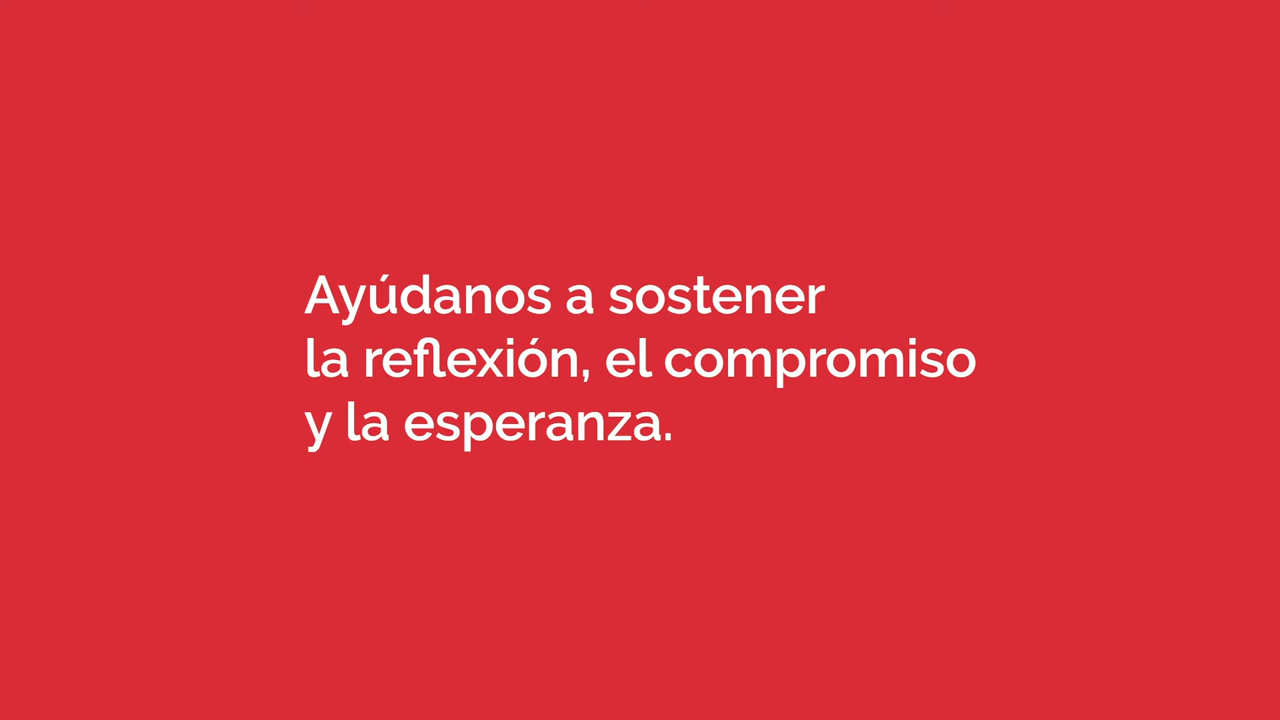 Ayúdanos a sostener
la reflexión, el compromiso
y la esperanza.